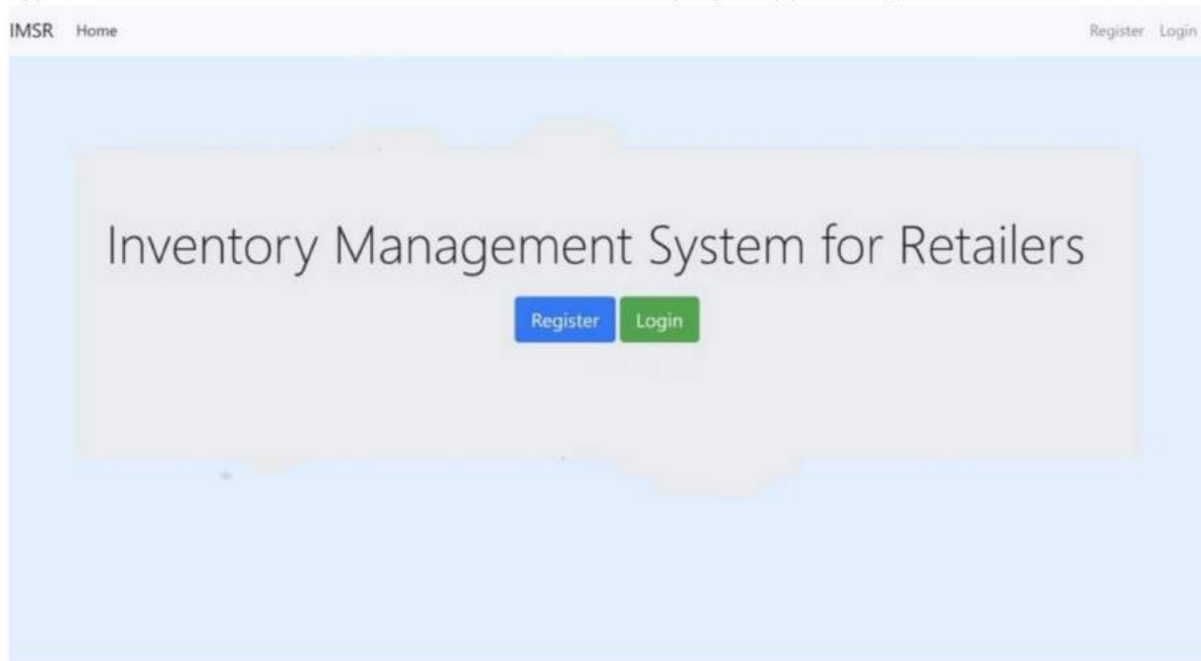 IMSR Home Register Login
Inventory Management System for Retailers
Register Login